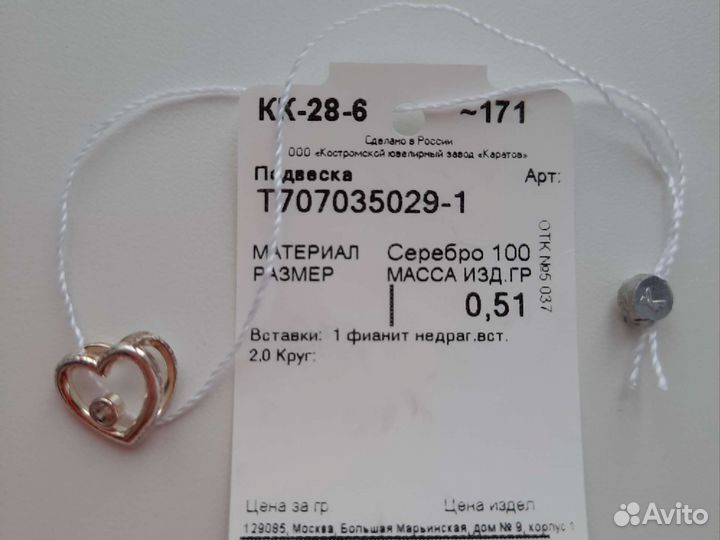 КК-28-6 ~171
Сделано в России
ООО «Костромской ювелирный завод «Каратов»
Подвеска Арт:
Т707035029-1
МАТЕРИАЛ Серебро 100
РАЗМЕР МАССА ИЗД.ГР
0,51
ОТК №5 037
Вставки: 1 фианит недраг.вст.
2.0 Круг:
Цена за гр. Цена издел
129085, Москва, Большая Марьинская, дом № 9, корпус 1
Avito